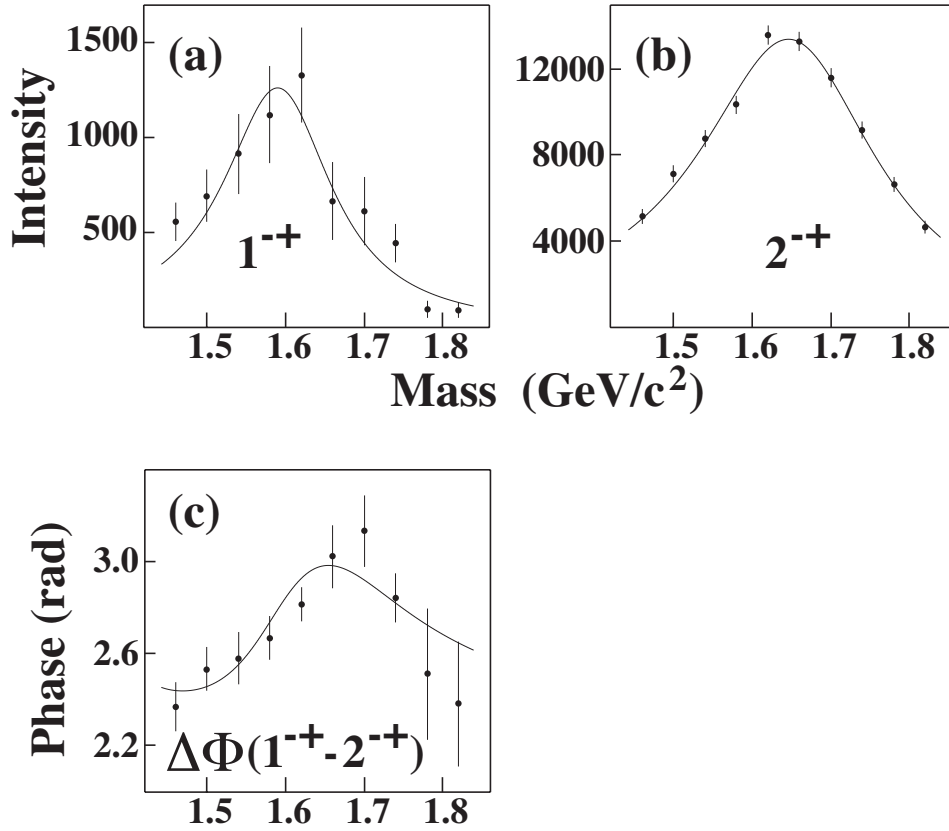 (a)
1500
1000
500
Intensity
1⁻⁺
1.5 1.6 1.7 1.8
(b)
12000
8000
4000
2⁻⁺
1.5 1.6 1.7 1.8
Mass (GeV/c²)
(c)
3.0
2.6
2.2
Phase (rad)
ΔΦ(1⁻⁺-2⁻⁺)
1.5 1.6 1.7 1.8